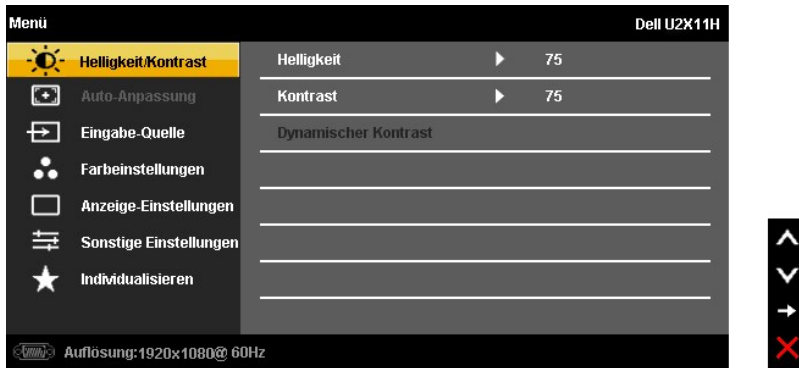 Menü Dell U2X11H
Helligkeit/Kontrast Helligkeit 75
Auto-Anpassung Kontrast 75
Eingabe-Quelle Dynamischer Kontrast
Farbeinstellungen
Anzeige-Einstellungen
Sonstige Einstellungen
Individualisieren
Auflösung:1920x1080@ 60Hz